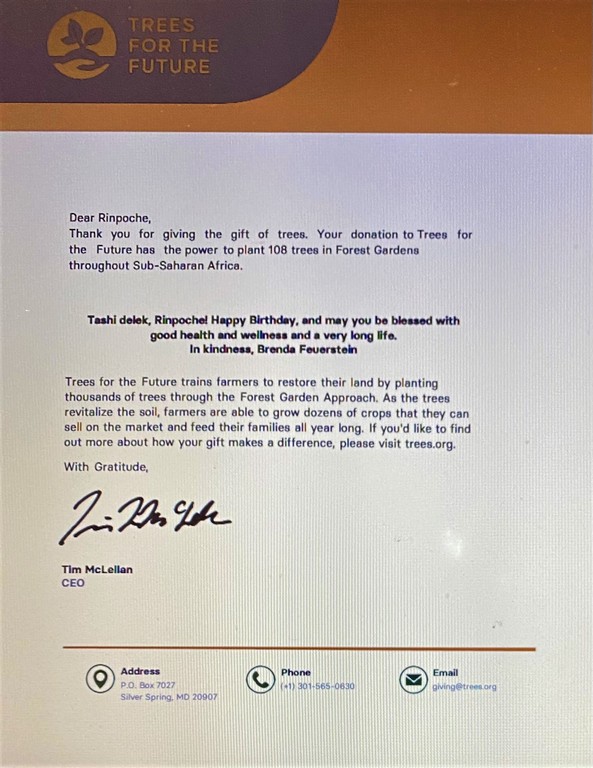 TREES
FOR THE
FUTURE
Dear Rinpoche,
Thank you for giving the gift of trees. Your donation to Trees for
the Future has the power to plant 108 trees in Forest Gardens
throughout Sub-Saharan Africa.
Tashi delek, Rinpoche! Happy Birthday, and may you be blessed with
good health and wellness and a very long life.
In kindness, Brenda Feuerstein
Trees for the Future trains farmers to restore their land by planting
thousands of trees through the Forest Garden Approach. As the trees
revitalize the soil, farmers are able to grow dozens of crops that they can
sell on the market and feed their families all year long. If you'd like to find
out more about how your gift makes a difference, please visit trees.org.
With Gratitude,
Tim McLellan
CEO
Address
P.O. Box 7027
Silver Spring, MD 20907
Phone
(+1) 301-565-0630
Email
giving@trees.org